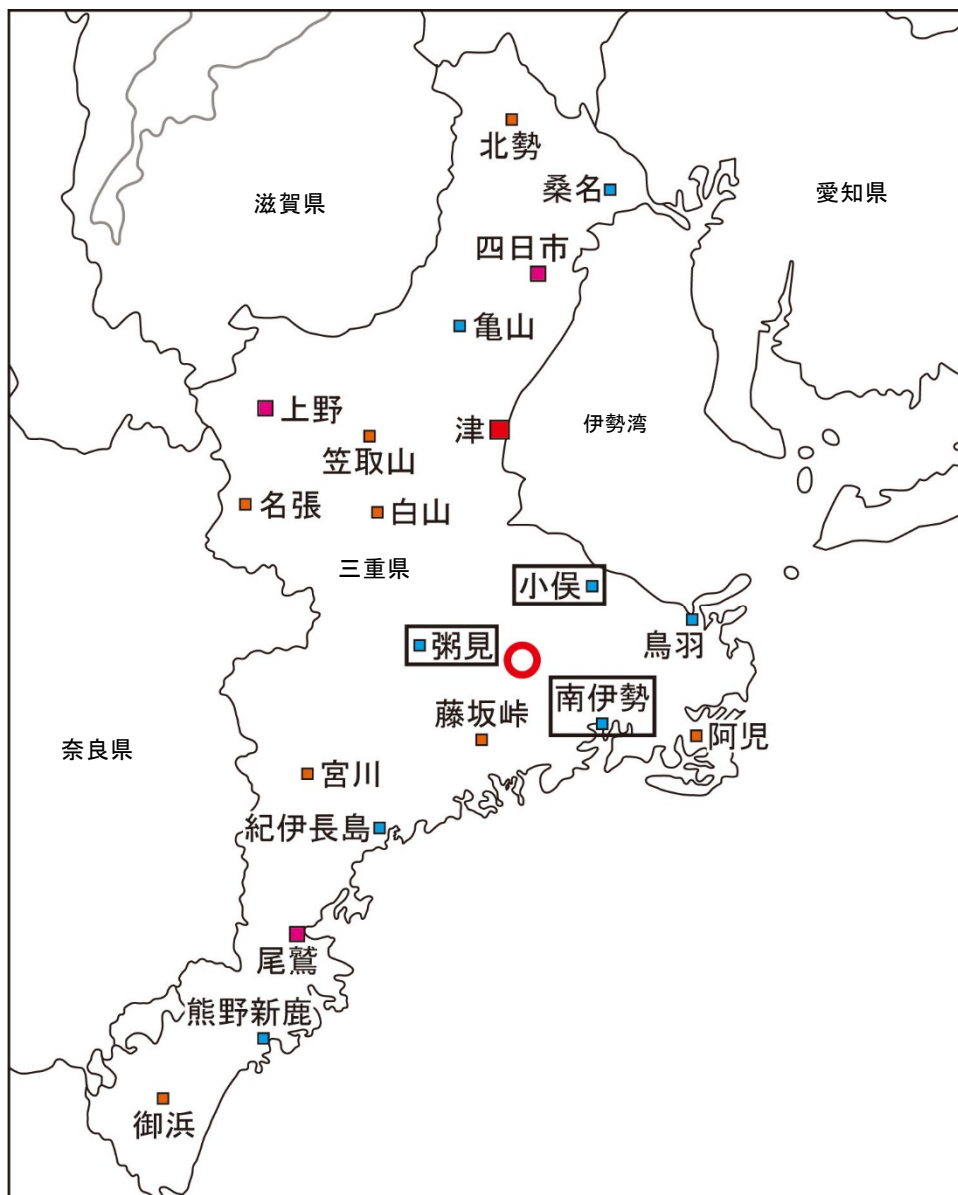 北勢
桑名
滋賀県
愛知県
四日市
亀山
上野
津
伊勢湾
笠取山
名張
白山
三重県
小俣
粥見
鳥羽
南伊勢
藤坂峠
阿児
奈良県
宮川
紀伊長島
尾鷲
熊野新鹿
御浜